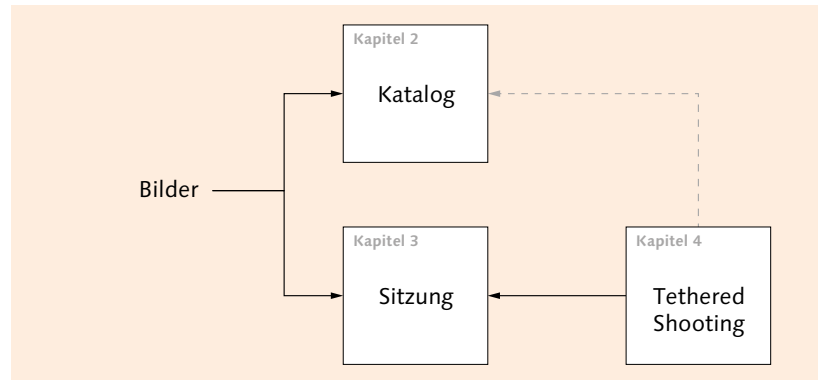 Kapitel 2
Katalog
Bilder
Kapitel 3
Sitzung
Kapitel 4
Tethered
Shooting